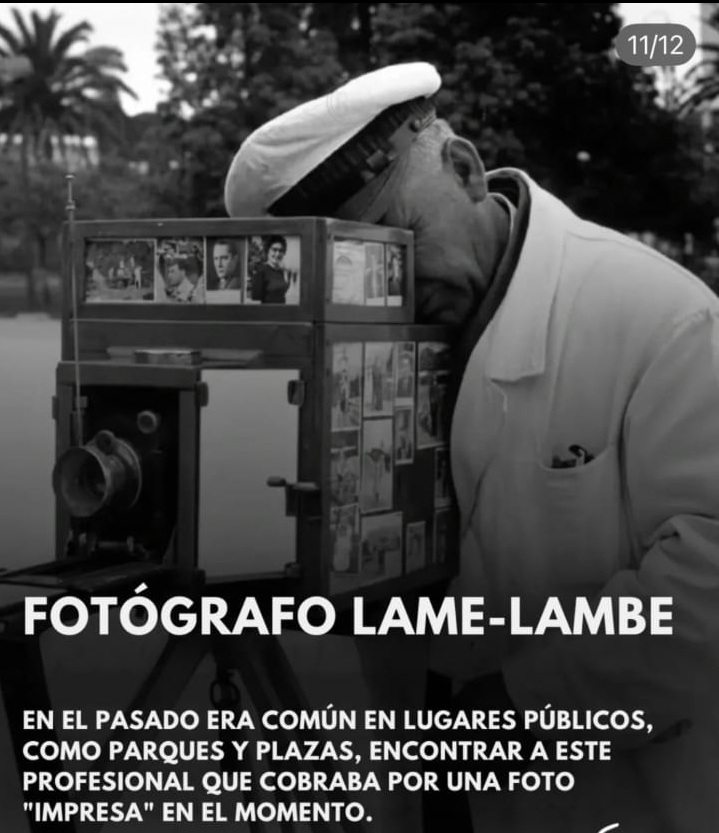 11/12
FOTÓGRAFO LAME-LAMBE
EN EL PASADO ERA COMÚN EN LUGARES PÚBLICOS,
COMO PARQUES Y PLAZAS, ENCONTRAR A ESTE
PROFESIONAL QUE COBRABA POR UNA FOTO
"IMPRESA" EN EL MOMENTO.